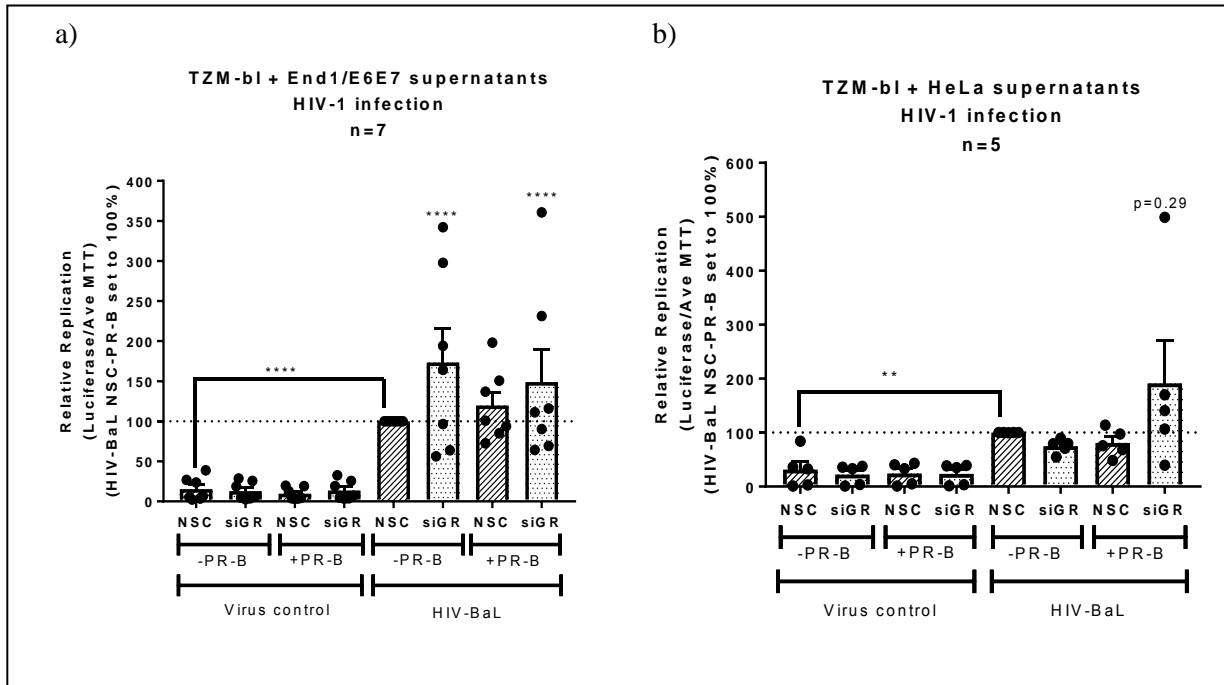 a)
TZM-bl + End1/E6E7 supernatants
HIV-1 infection
n=7
Relative Replication
(Luciferase/Ave MTT)
(HIV-BaL NSC-PR-B set to 100%)
400
350
300
250
200
150
100
50
0
****
****
****
NSC siGR NSC siGR NSC siGR NSC siGR
-PR-B +PR-B -PR-B +PR-B
Virus control HIV-BaL
b)
TZM-bl + HeLa supernatants
HIV-1 infection
n=5
Relative Replication
(Luciferase/Ave MTT)
(HIV-BaL NSC-PR-B set to 100%)
600
500
400
300
200
100
0
**
p=0.29
NSC siGR NSC siGR NSC siGR NSC siGR
-PR-B +PR-B -PR-B +PR-B
Virus control HIV-BaL